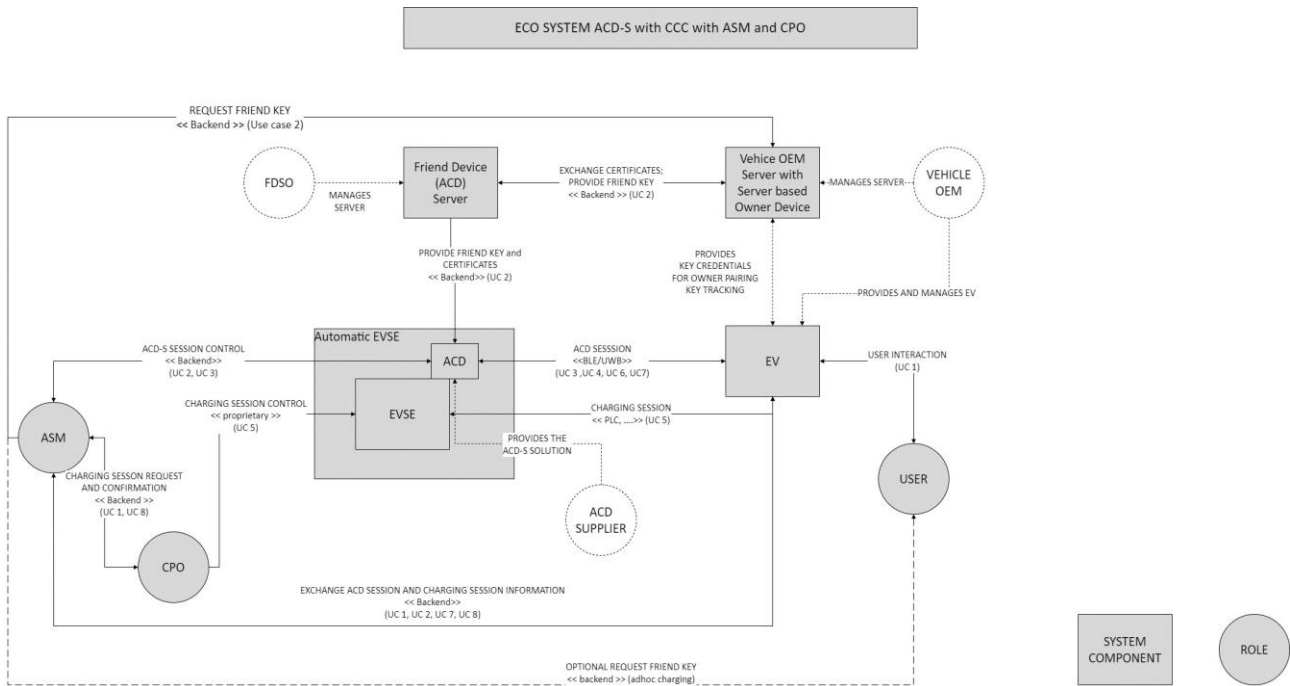 ECO SYSTEM ACD-S with CCC with ASM and CPO
REQUEST FRIEND KEY
<< Backend >> (Use case 2)
FDSO
MANAGES
SERVER
Friend Device
(ACD)
Server
EXCHANGE CERTIFICATES;
PROVIDE FRIEND KEY
<< Backend >> (UC 2)
Vehice OEM
Server with
Server based
Owner Device
MANAGES SERVER
VEHICLE
OEM
PROVIDE FRIEND KEY and
CERTIFICATES
<< Backend>> (UC 2)
PROVIDES
KEY CREDENTIALS
FOR OWNER PAIRING
KEY TRACKING
PROVIDES AND MANAGES EV
Automatic EVSE
ACD-S SESSION CONTROL
<< Backend>>
(UC 2, UC 3)
ACD
ACD SESSSION
<<BLE/UWB>>
(UC 3 ,UC 4, UC 6, UC7)
EV
USER INTERACTION
(UC 1)
CHARGING SESSION CONTROL
<< proprietary >>
(UC 5)
EVSE
CHARGING SESSION
<< PLC, ....>> (UC 5)
ASM
PROVIDES THE
ACD-S SOLUTION
USER
CHARGING SESSON REQUEST
AND CONFIRMATION
<< Backend >>
(UC 1, UC 8)
ACD
SUPPLIER
CPO
EXCHANGE ACD SESSION AND CHARGING SESSION INFORMATION
<< Backend>>
(UC 1, UC 2, UC 7, UC 8)
OPTIONAL REQUEST FRIEND KEY
<< backend >> (adhoc charging)
SYSTEM
COMPONENT
ROLE